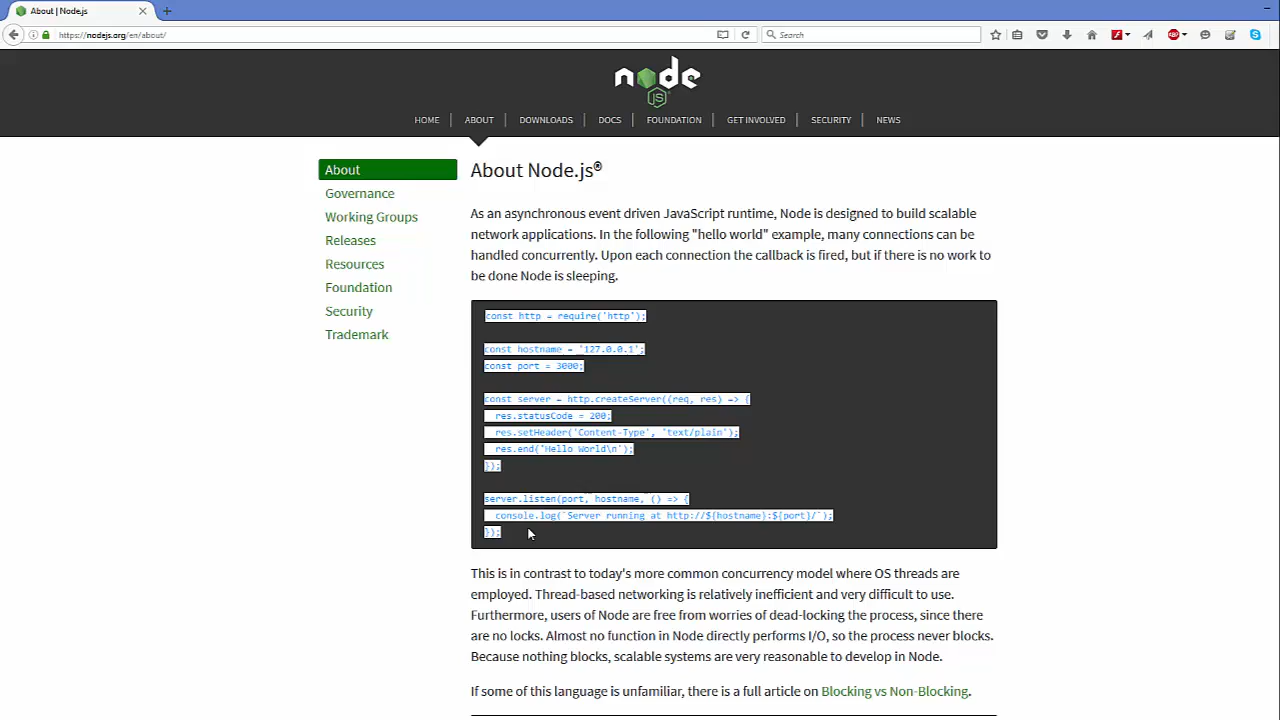 About | Node.js
https://nodejs.org/en/about/
Search
node
JS
HOME | ABOUT | DOWNLOADS | DOCS | FOUNDATION | GET INVOLVED | SECURITY | NEWS
About
Governance
Working Groups
Releases
Resources
Foundation
Security
Trademark
About Node.js®
As an asynchronous event driven JavaScript runtime, Node is designed to build scalable
network applications. In the following "hello world" example, many connections can be
handled concurrently. Upon each connection the callback is fired, but if there is no work to
be done Node is sleeping.
const http = require('http');
const hostname = '127.0.0.1';
const port = 3000;
const server = http.createServer((req, res) => {
  res.statusCode = 200;
  res.setHeader('Content-Type', 'text/plain');
  res.end('Hello World\n');
});
server.listen(port, hostname, () => {
  console.log(`Server running at http://${hostname}:${port}/`);
});
This is in contrast to today's more common concurrency model where OS threads are
employed. Thread-based networking is relatively inefficient and very difficult to use.
Furthermore, users of Node are free from worries of dead-locking the process, since there
are no locks. Almost no function in Node directly performs I/O, so the process never blocks.
Because nothing blocks, scalable systems are very reasonable to develop in Node.
If some of this language is unfamiliar, there is a full article on Blocking vs Non-Blocking.